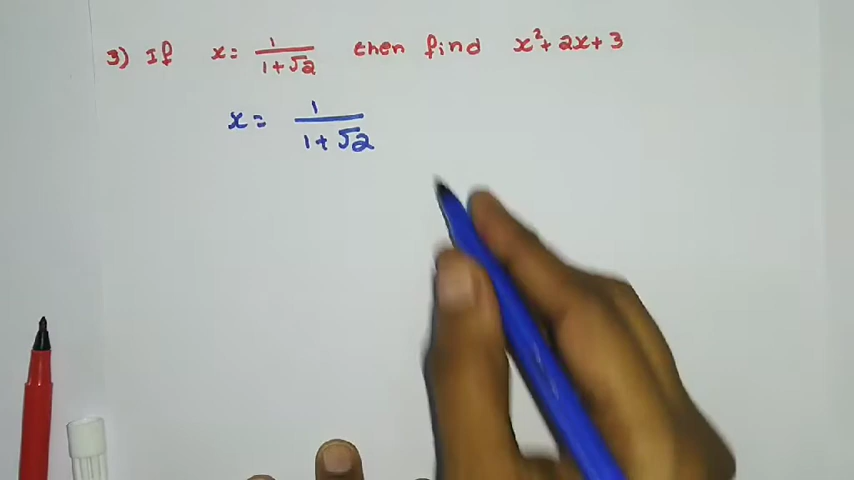 3) If x = 1/(1+√2) then find x²+2x+3
x = 1/(1+√2)